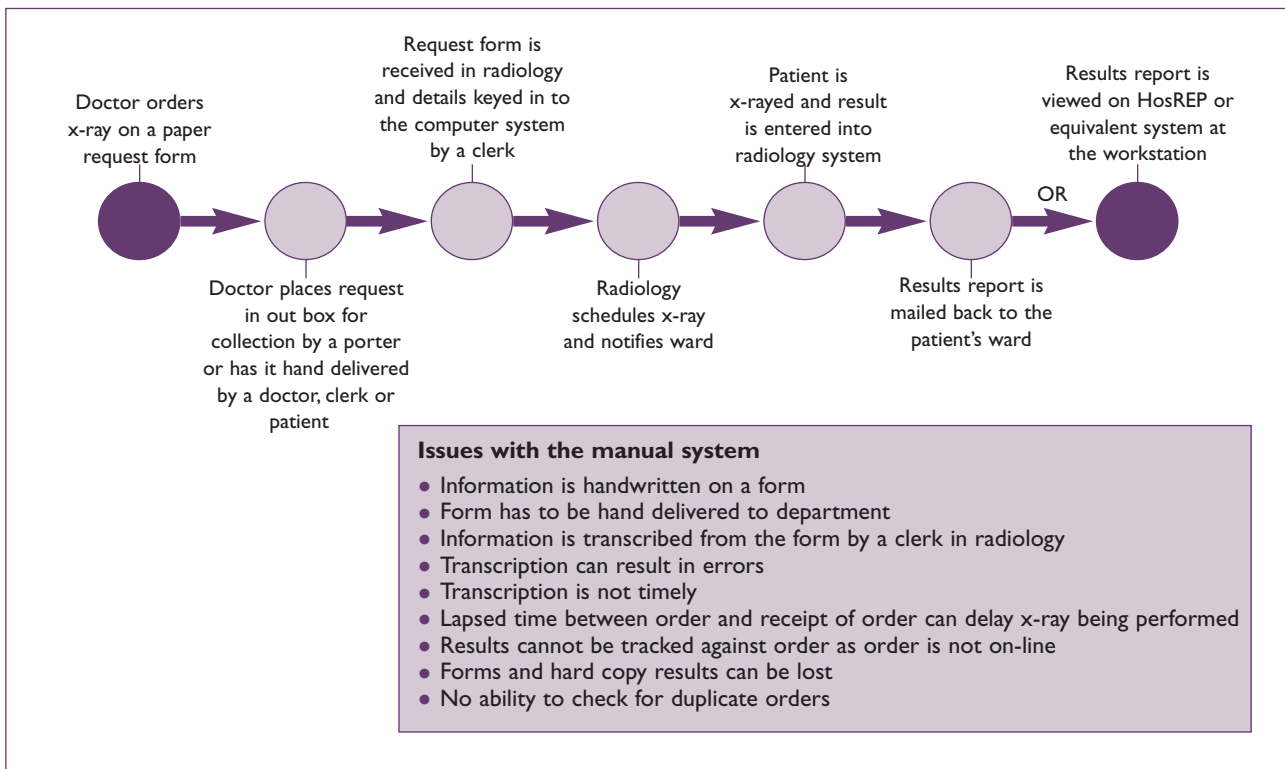 Doctor orders
x-ray on a paper
request form
Doctor places request
in out box for
collection by a porter
or has it hand delivered
by a doctor, clerk or
patient
Request form is
received in radiology
and details keyed in to
the computer system
by a clerk
Radiology
schedules x-ray
and notifies ward
Patient is
x-rayed and result
is entered into
radiology system
Results report is
mailed back to the
patient's ward
OR
Results report is
viewed on HosREP or
equivalent system at
the workstation
Issues with the manual system
• Information is handwritten on a form
• Form has to be hand delivered to department
• Information is transcribed from the form by a clerk in radiology
• Transcription can result in errors
• Transcription is not timely
• Lapsed time between order and receipt of order can delay x-ray being performed
• Results cannot be tracked against order as order is not on-line
• Forms and hard copy results can be lost
• No ability to check for duplicate orders